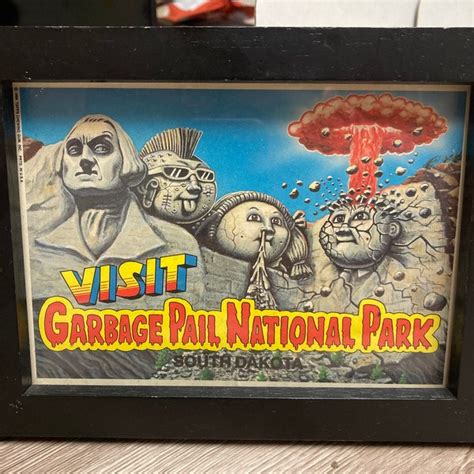 VISIT
GARBAGE PAIL NATIONAL PARK
SOUTH DAKOTA